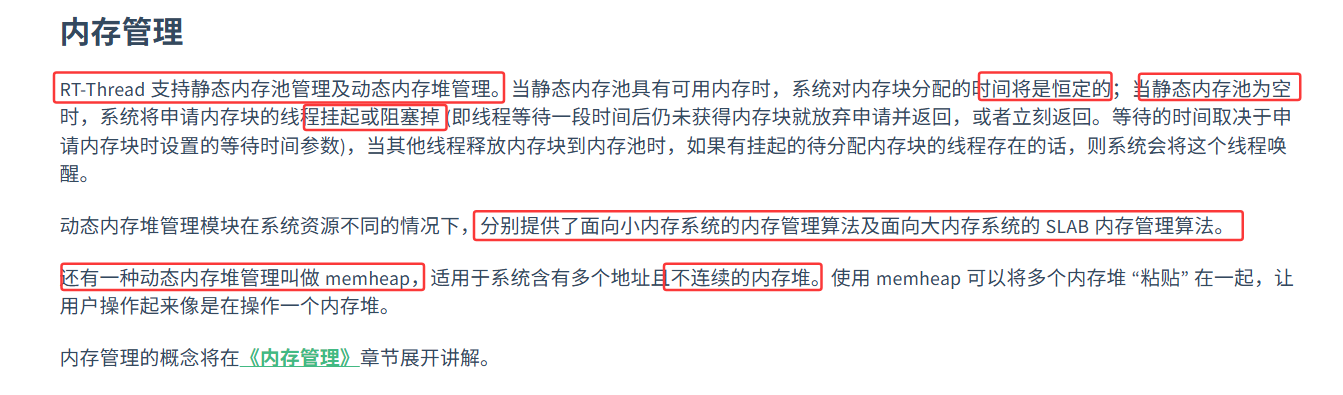 内存管理
RT-Thread 支持静态内存池管理及动态内存堆管理。当静态内存池具有可用内存时，系统对内存块分配的时间将是恒定的；当静态内存池为空
时，系统将申请内存块的线程挂起或阻塞掉 (即线程等待一段时间后仍未获得内存块就放弃申请并返回，或者立刻返回。等待的时间取决于申
请内存块时设置的等待时间参数)，当其他线程释放内存块到内存池时，如果有挂起的待分配内存块的线程存在的话，则系统会将这个线程唤
醒。
动态内存堆管理模块在系统资源不同的情况下，分别提供了面向小内存系统的内存管理算法及面向大内存系统的 SLAB 内存管理算法。
还有一种动态内存堆管理叫做 memheap，适用于系统含有多个地址且不连续的内存堆。使用 memheap 可以将多个内存堆 “粘贴” 在一起，让
用户操作起来像是在操作一个内存堆。
内存管理的概念将在《内存管理》章节展开讲解。